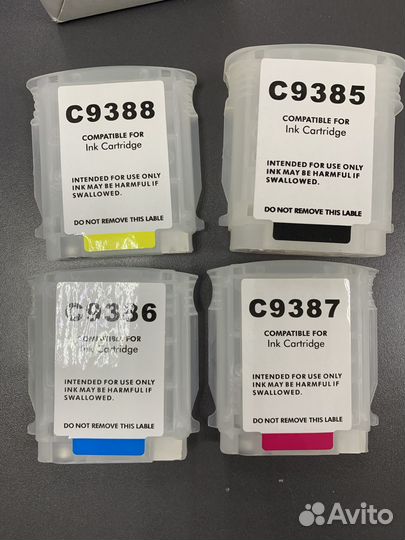 C9388
COMPATIBLE FOR
Ink Cartridge
INTENDED FOR USE ONLY
INK MAY BE HARMFUL IF
SWALLOWED.
DO NOT REMOVE THIS LABLE
C9385
COMPATIBLE FOR
Ink Cartridge
INTENDED FOR USE ONLY
INK MAY BE HARMFUL IF
SWALLOWED.
DO NOT REMOVE THIS LABLE
C9386
COMPATIBLE FOR
Ink Cartridge
INTENDED FOR USE ONLY
INK MAY BE HARMFUL IF
SWALLOWED.
DO NOT REMOVE THIS LABLE
C9387
COMPATIBLE FOR
Ink Cartridge
INTENDED FOR USE ONLY
INK MAY BE HARMFUL IF
SWALLOWED.
DO NOT REMOVE THIS LABLE
Avito